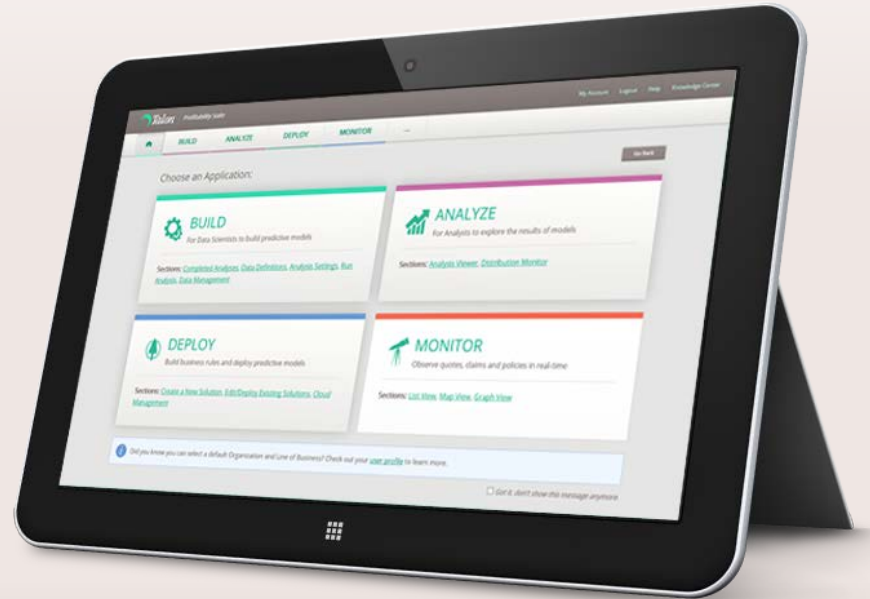 Talon Profitability Suite
My Account Logout Help Knowledge Center
BUILD ANALYZE DEPLOY MONITOR ...
Go Back
Choose an Application:
BUILD
For Data Scientists to build predictive models
Sections: Completed Analyses, Data Definitions, Analysis Settings, Run
Analysis, Data Management
ANALYZE
For Analysts to explore the results of models
Sections: Analysis Viewer, Distribution Monitor
DEPLOY
Build business rules and deploy predictive models
Sections: Create a New Solution, Edit/Deploy Existing Solutions, Cloud
Management
MONITOR
Observe quotes, claims and policies in real-time
Sections: List View, Map View, Graph View
Did you know you can select a default Organization and Line of Business? Check out your user profile to learn more.
Got it, don't show this message anymore